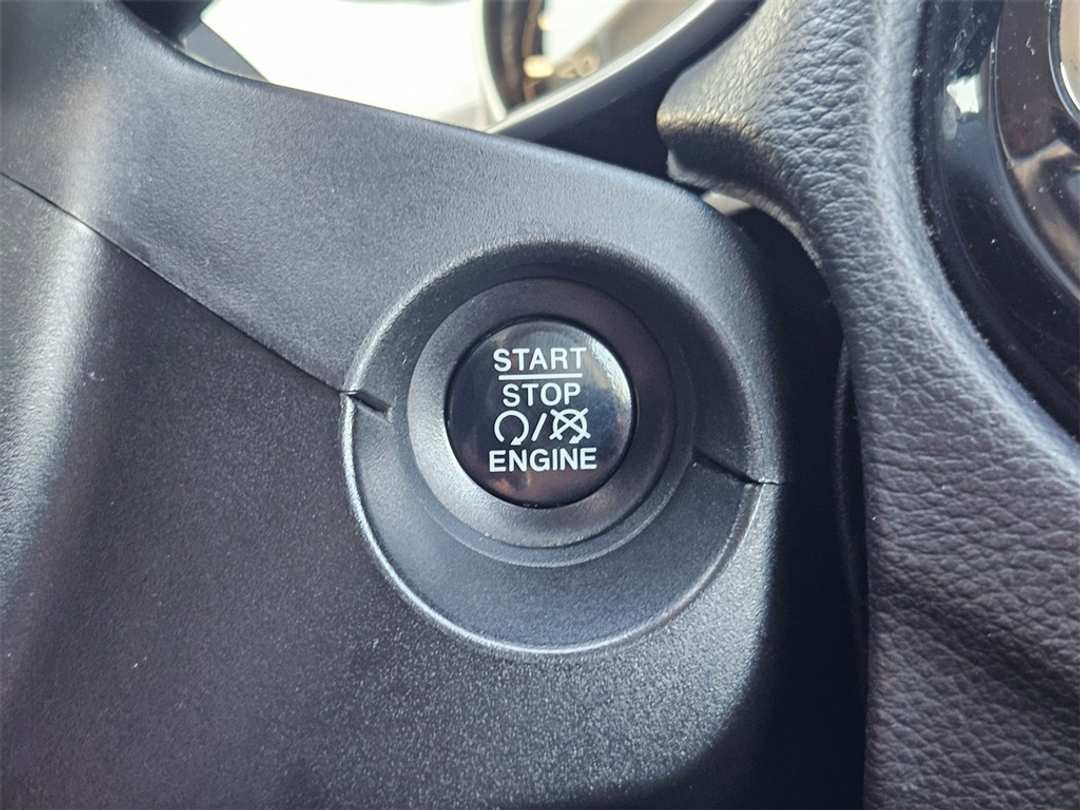 START
STOP
/
ENGINE